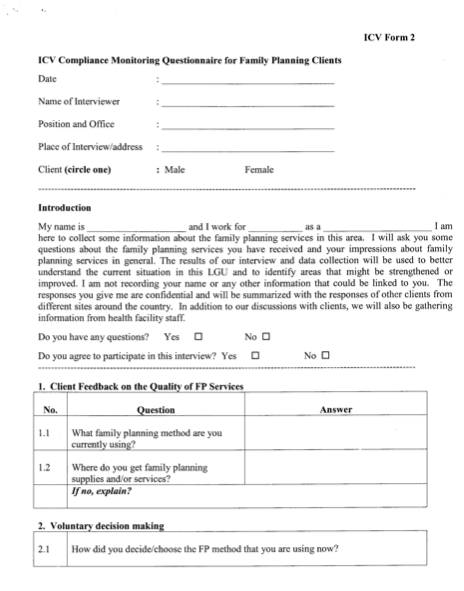 ICV Form 2
ICV Compliance Monitoring Questionnaire for Family Planning Clients
Date : ____________________
Name of Interviewer : ____________________
Position and Office : ____________________
Place of Interview/address : ____________________
Client (circle one) : Male Female
Introduction
My name is ____________________ and I work for ______________ as a ____________________ I am
here to collect some information about the family planning services in this area. I will ask you some
questions about the family planning services you have received and your impressions about family
planning services in general. The results of our interview and data collection will be used to better
understand the current situation in this LGU and to identify areas that might be strengthened or
improved. I am not recording your name or any other information that could be linked to you. The
responses you give me are confidential and will be summarized with the responses of other clients from
different sites around the country. In addition to our discussions with clients, we will also be gathering
information from health facility staff.
Do you have any questions? Yes ☐ No ☐
Do you agree to participate in this interview? Yes ☐ No ☐
1. Client Feedback on the Quality of FP Services
No. Question Answer
1.1 What family planning method are you
currently using?
1.2 Where do you get family planning
supplies and/or services?
If no, explain?
2. Voluntary decision making
2.1 How did you decide/choose the FP method that you are using now?